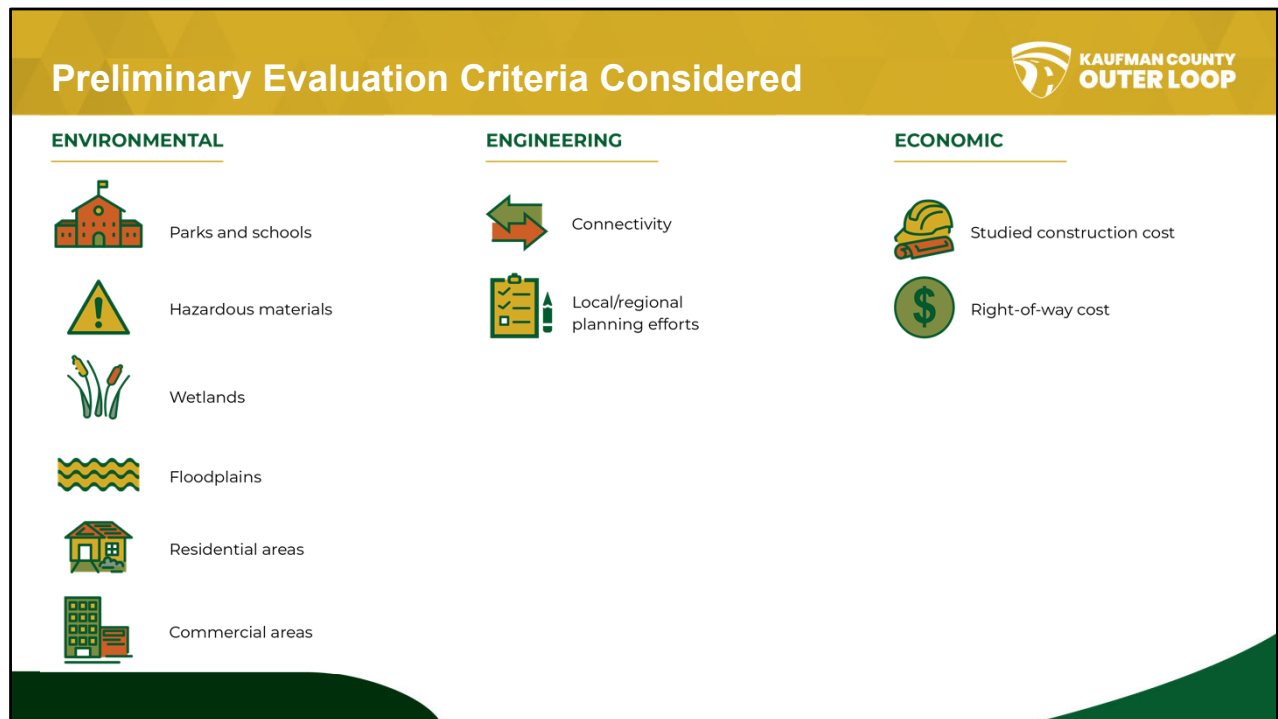 Preliminary Evaluation Criteria Considered
KAUFMAN COUNTY
OUTER LOOP
ENVIRONMENTAL
Parks and schools
Hazardous materials
Wetlands
Floodplains
Residential areas
Commercial areas
ENGINEERING
Connectivity
Local/regional
planning efforts
ECONOMIC
Studied construction cost
$
Right-of-way cost